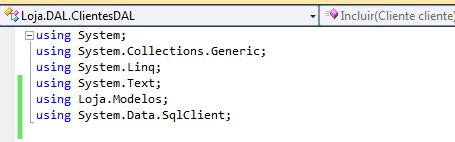 Loja.DAL.ClientesDAL
Incluir(Cliente cliente)
using System;
using System.Collections.Generic;
using System.Linq;
using System.Text;
using Loja.Modelos;
using System.Data.SqlClient;